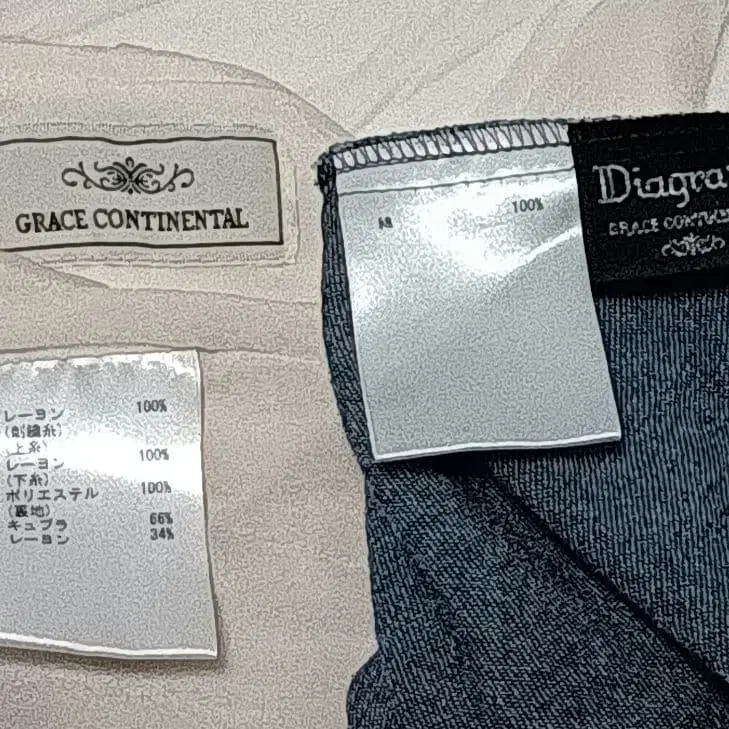 GRACE CONTINENTAL
レーヨン 100%
(刺繍糸)
(上糸)
レーヨン 100%
(下糸)
ポリエステル 100%
(裏地)
キュプラ 66%
レーヨン 34%
綿 100%
Diagra
GRACE CONTINE